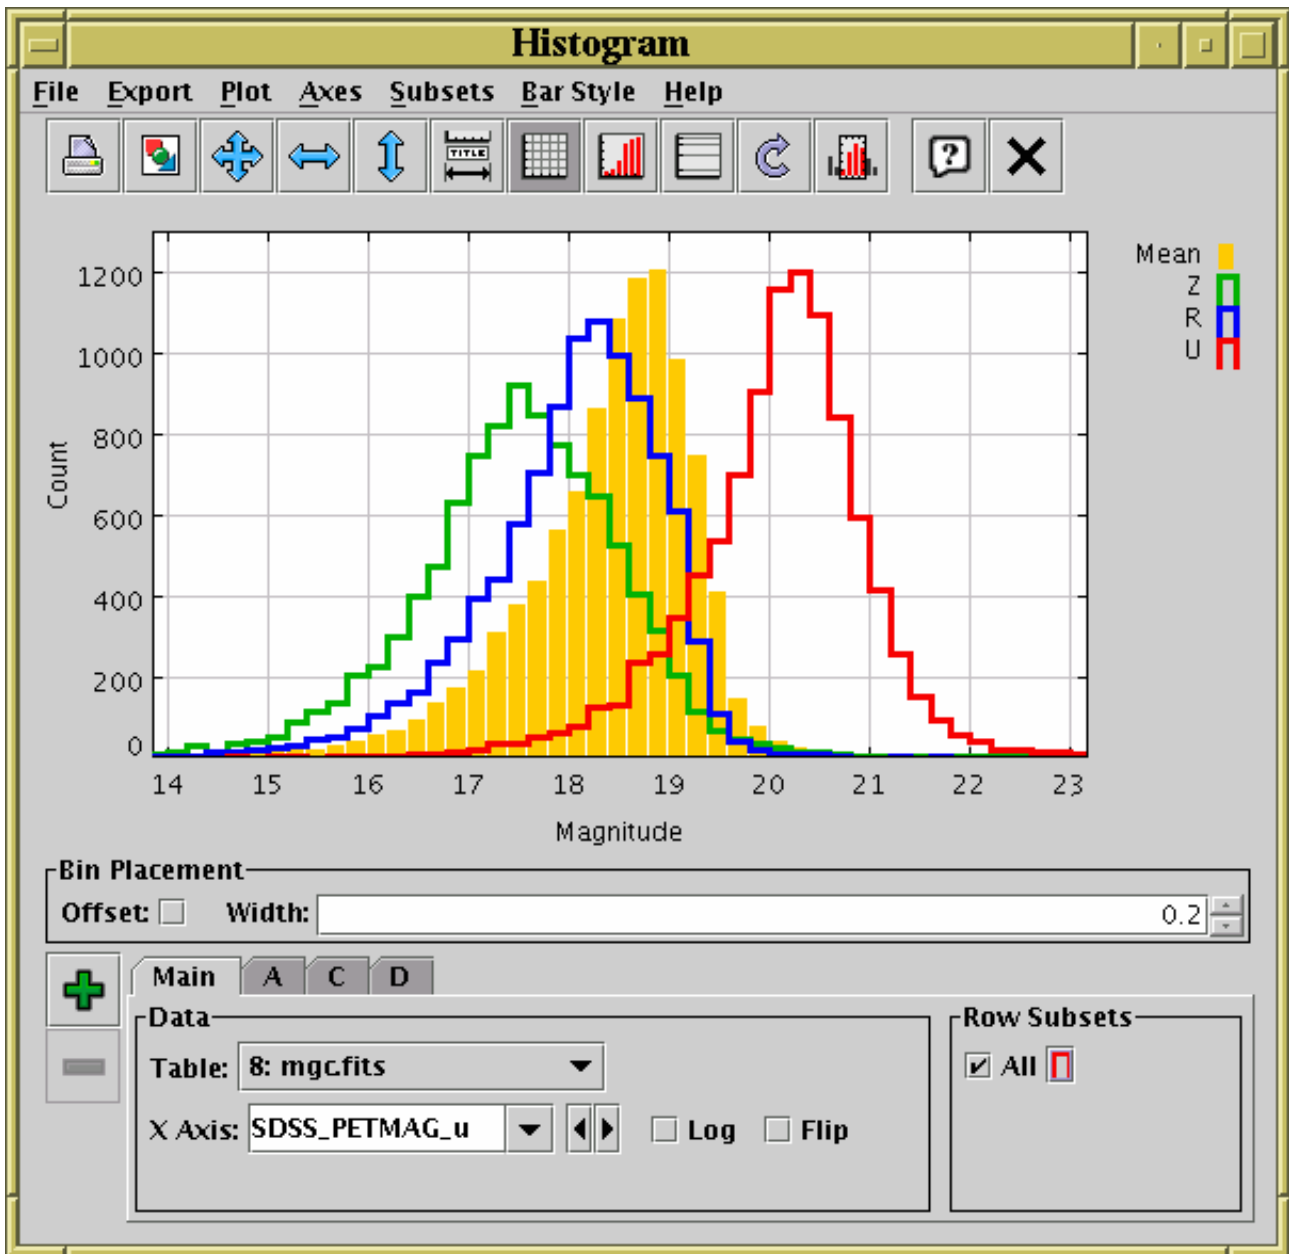 Histogram
File Export Plot Axes Subsets Bar Style Help
TITLE
?
Mean
Z
R
U
1200
1000
800
600
400
200
0
Count
14 15 16 17 18 19 20 21 22 23
Magnitude
Bin Placement
Offset: Width: 0.2
Main A C D
Data
Table: 8: mgc.fits
X Axis: SDSS_PETMAG_u Log Flip
Row Subsets
All